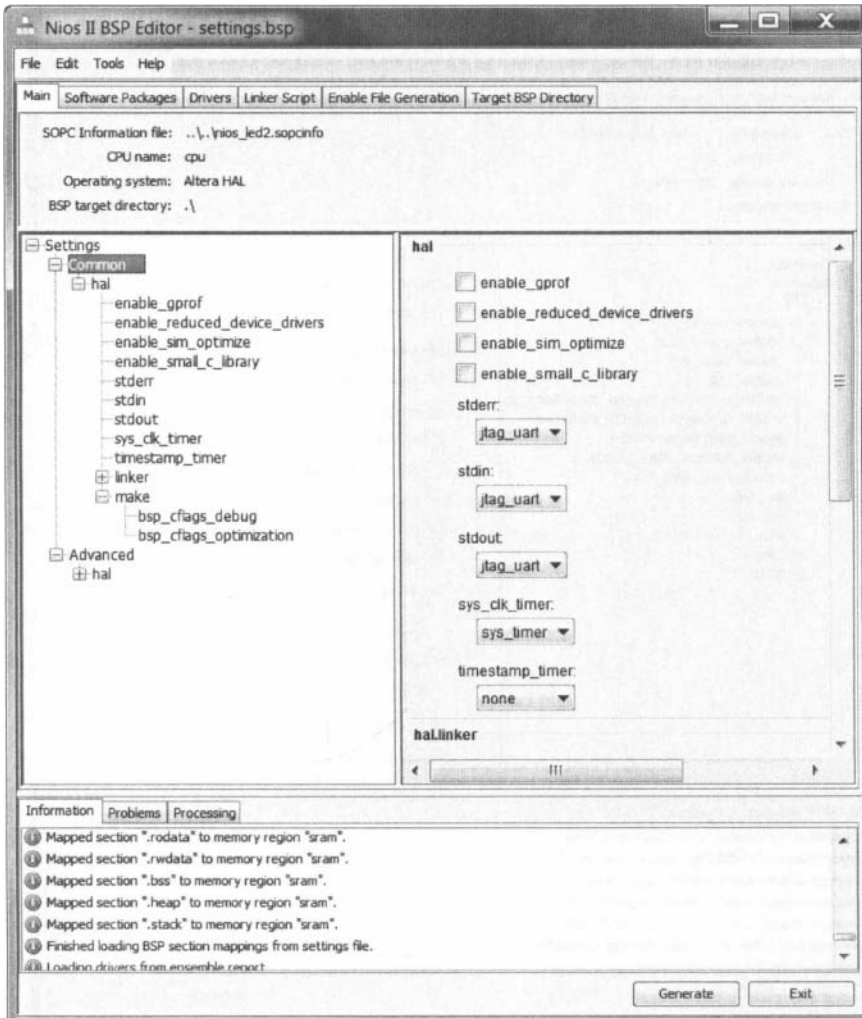 Nios II BSP Editor - settings.bsp
File Edit Tools Help
Main Software Packages Drivers Linker Script Enable File Generation Target BSP Directory
SOPC Information file: ..\..\nios_led2.sopcinfo
CPU name: cpu
Operating system: Altera HAL
BSP target directory: .\
Settings
Common
hal
enable_gprof
enable_reduced_device_drivers
enable_sim_optimize
enable_small_c_library
stderr
stdin
stdout
sys_clk_timer
timestamp_timer
linker
make
bsp_cflags_debug
bsp_cflags_optimization
Advanced
hal
hal
enable_gprof
enable_reduced_device_drivers
enable_sim_optimize
enable_small_c_library
stderr:
jtag_uart
stdin:
jtag_uart
stdout:
jtag_uart
sys_clk_timer:
sys_timer
timestamp_timer:
none
hal.linker
Information Problems Processing
Mapped section ".rodata" to memory region "sram".
Mapped section ".rwdata" to memory region "sram".
Mapped section ".bss" to memory region "sram".
Mapped section ".heap" to memory region "sram".
Mapped section ".stack" to memory region "sram".
Finished loading BSP section mappings from settings file.
Loading drivers from ensemble report
Generate Exit